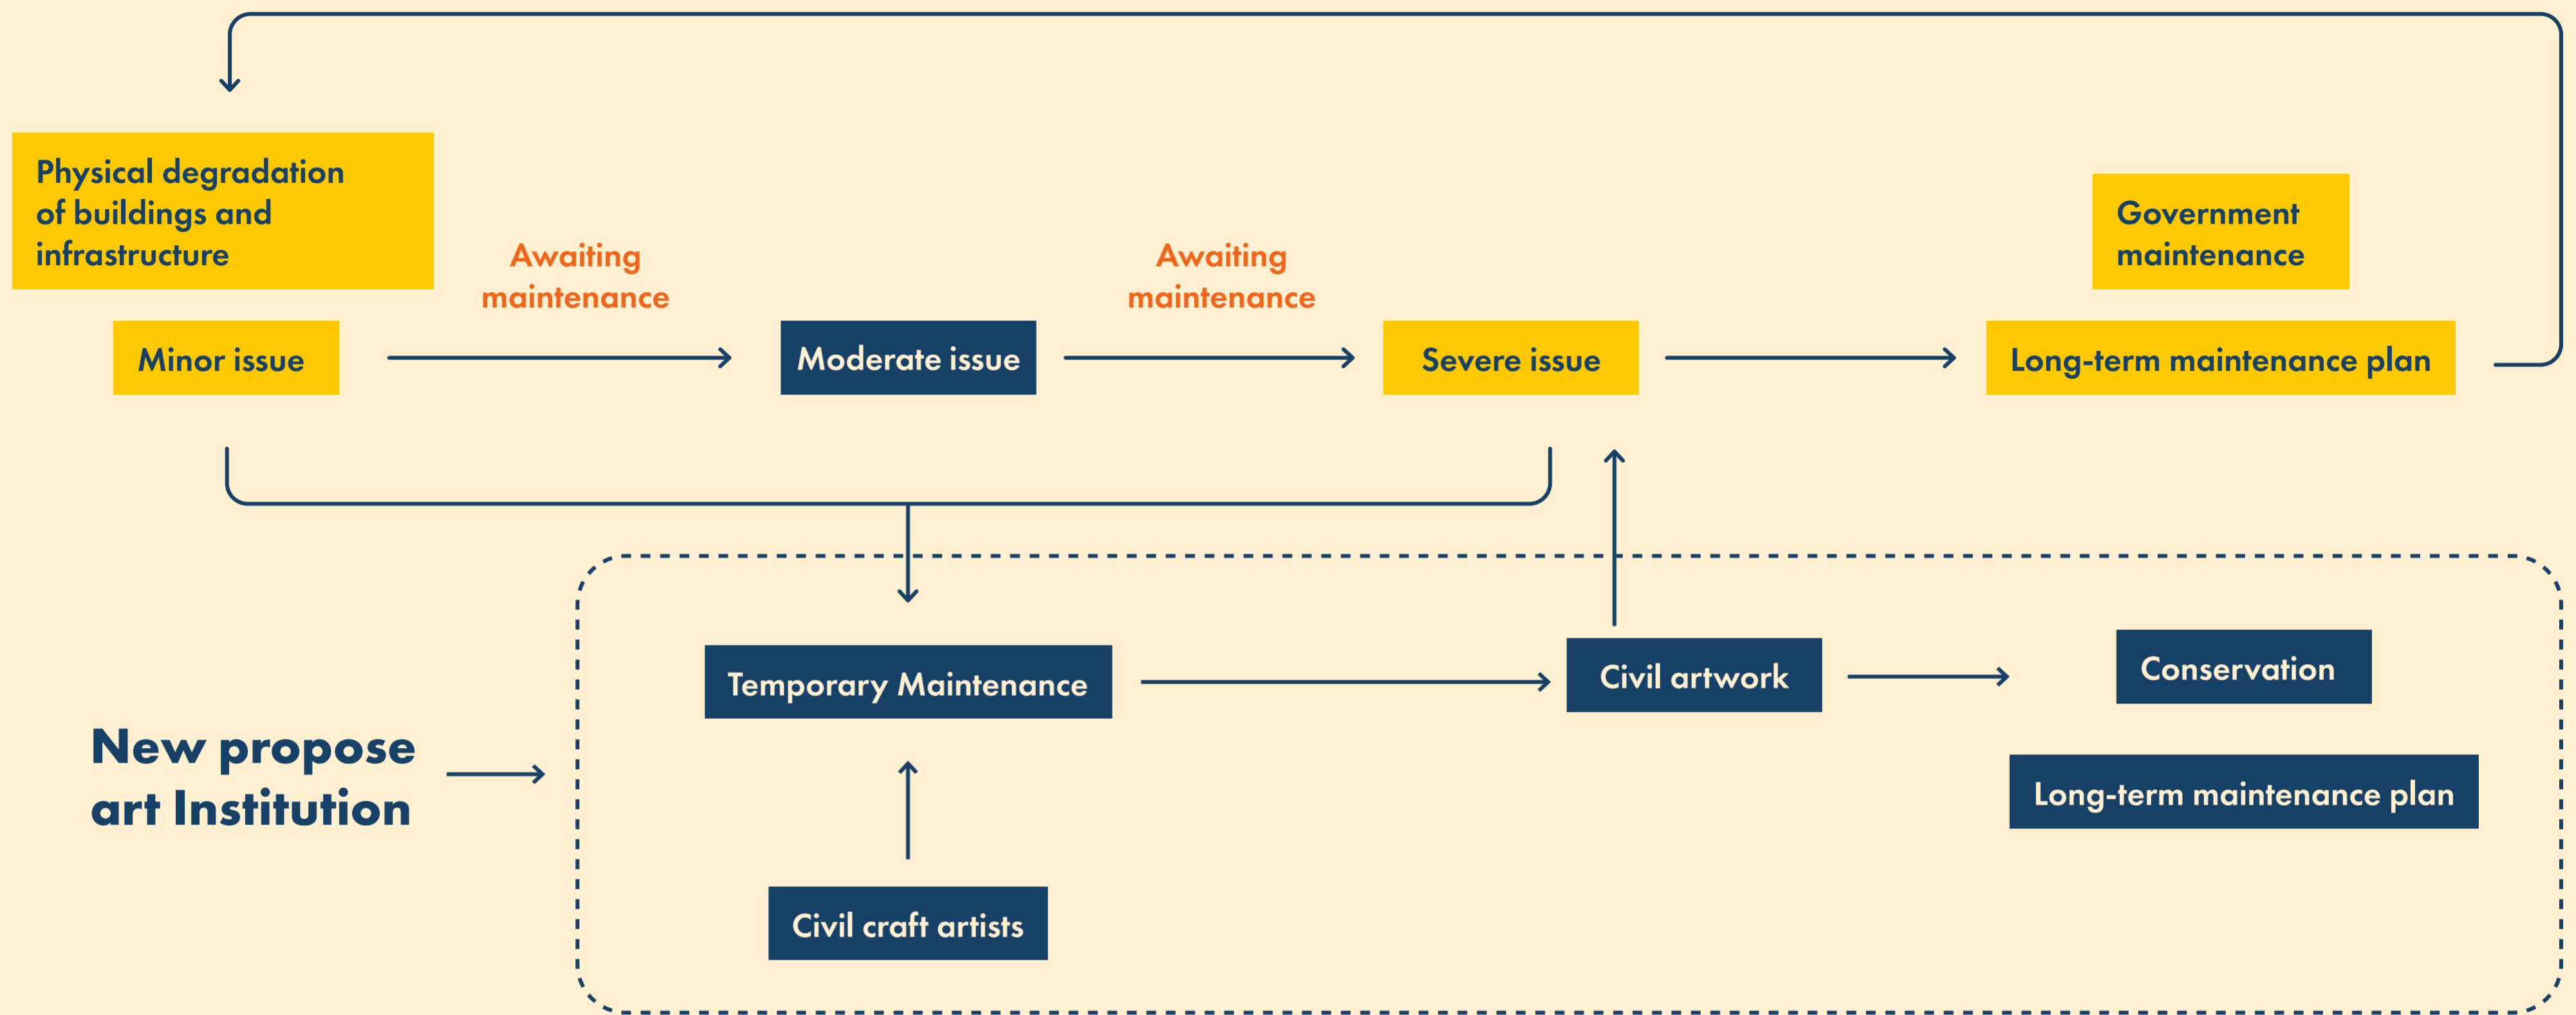 Physical degradation
of buildings and
infrastructure
Awaiting
maintenance
Awaiting
maintenance
Government
maintenance
Minor issue
Moderate issue
Severe issue
Long-term maintenance plan
Temporary Maintenance
Civil artwork
Conservation
New propose
art Institution
Long-term maintenance plan
Civil craft artists